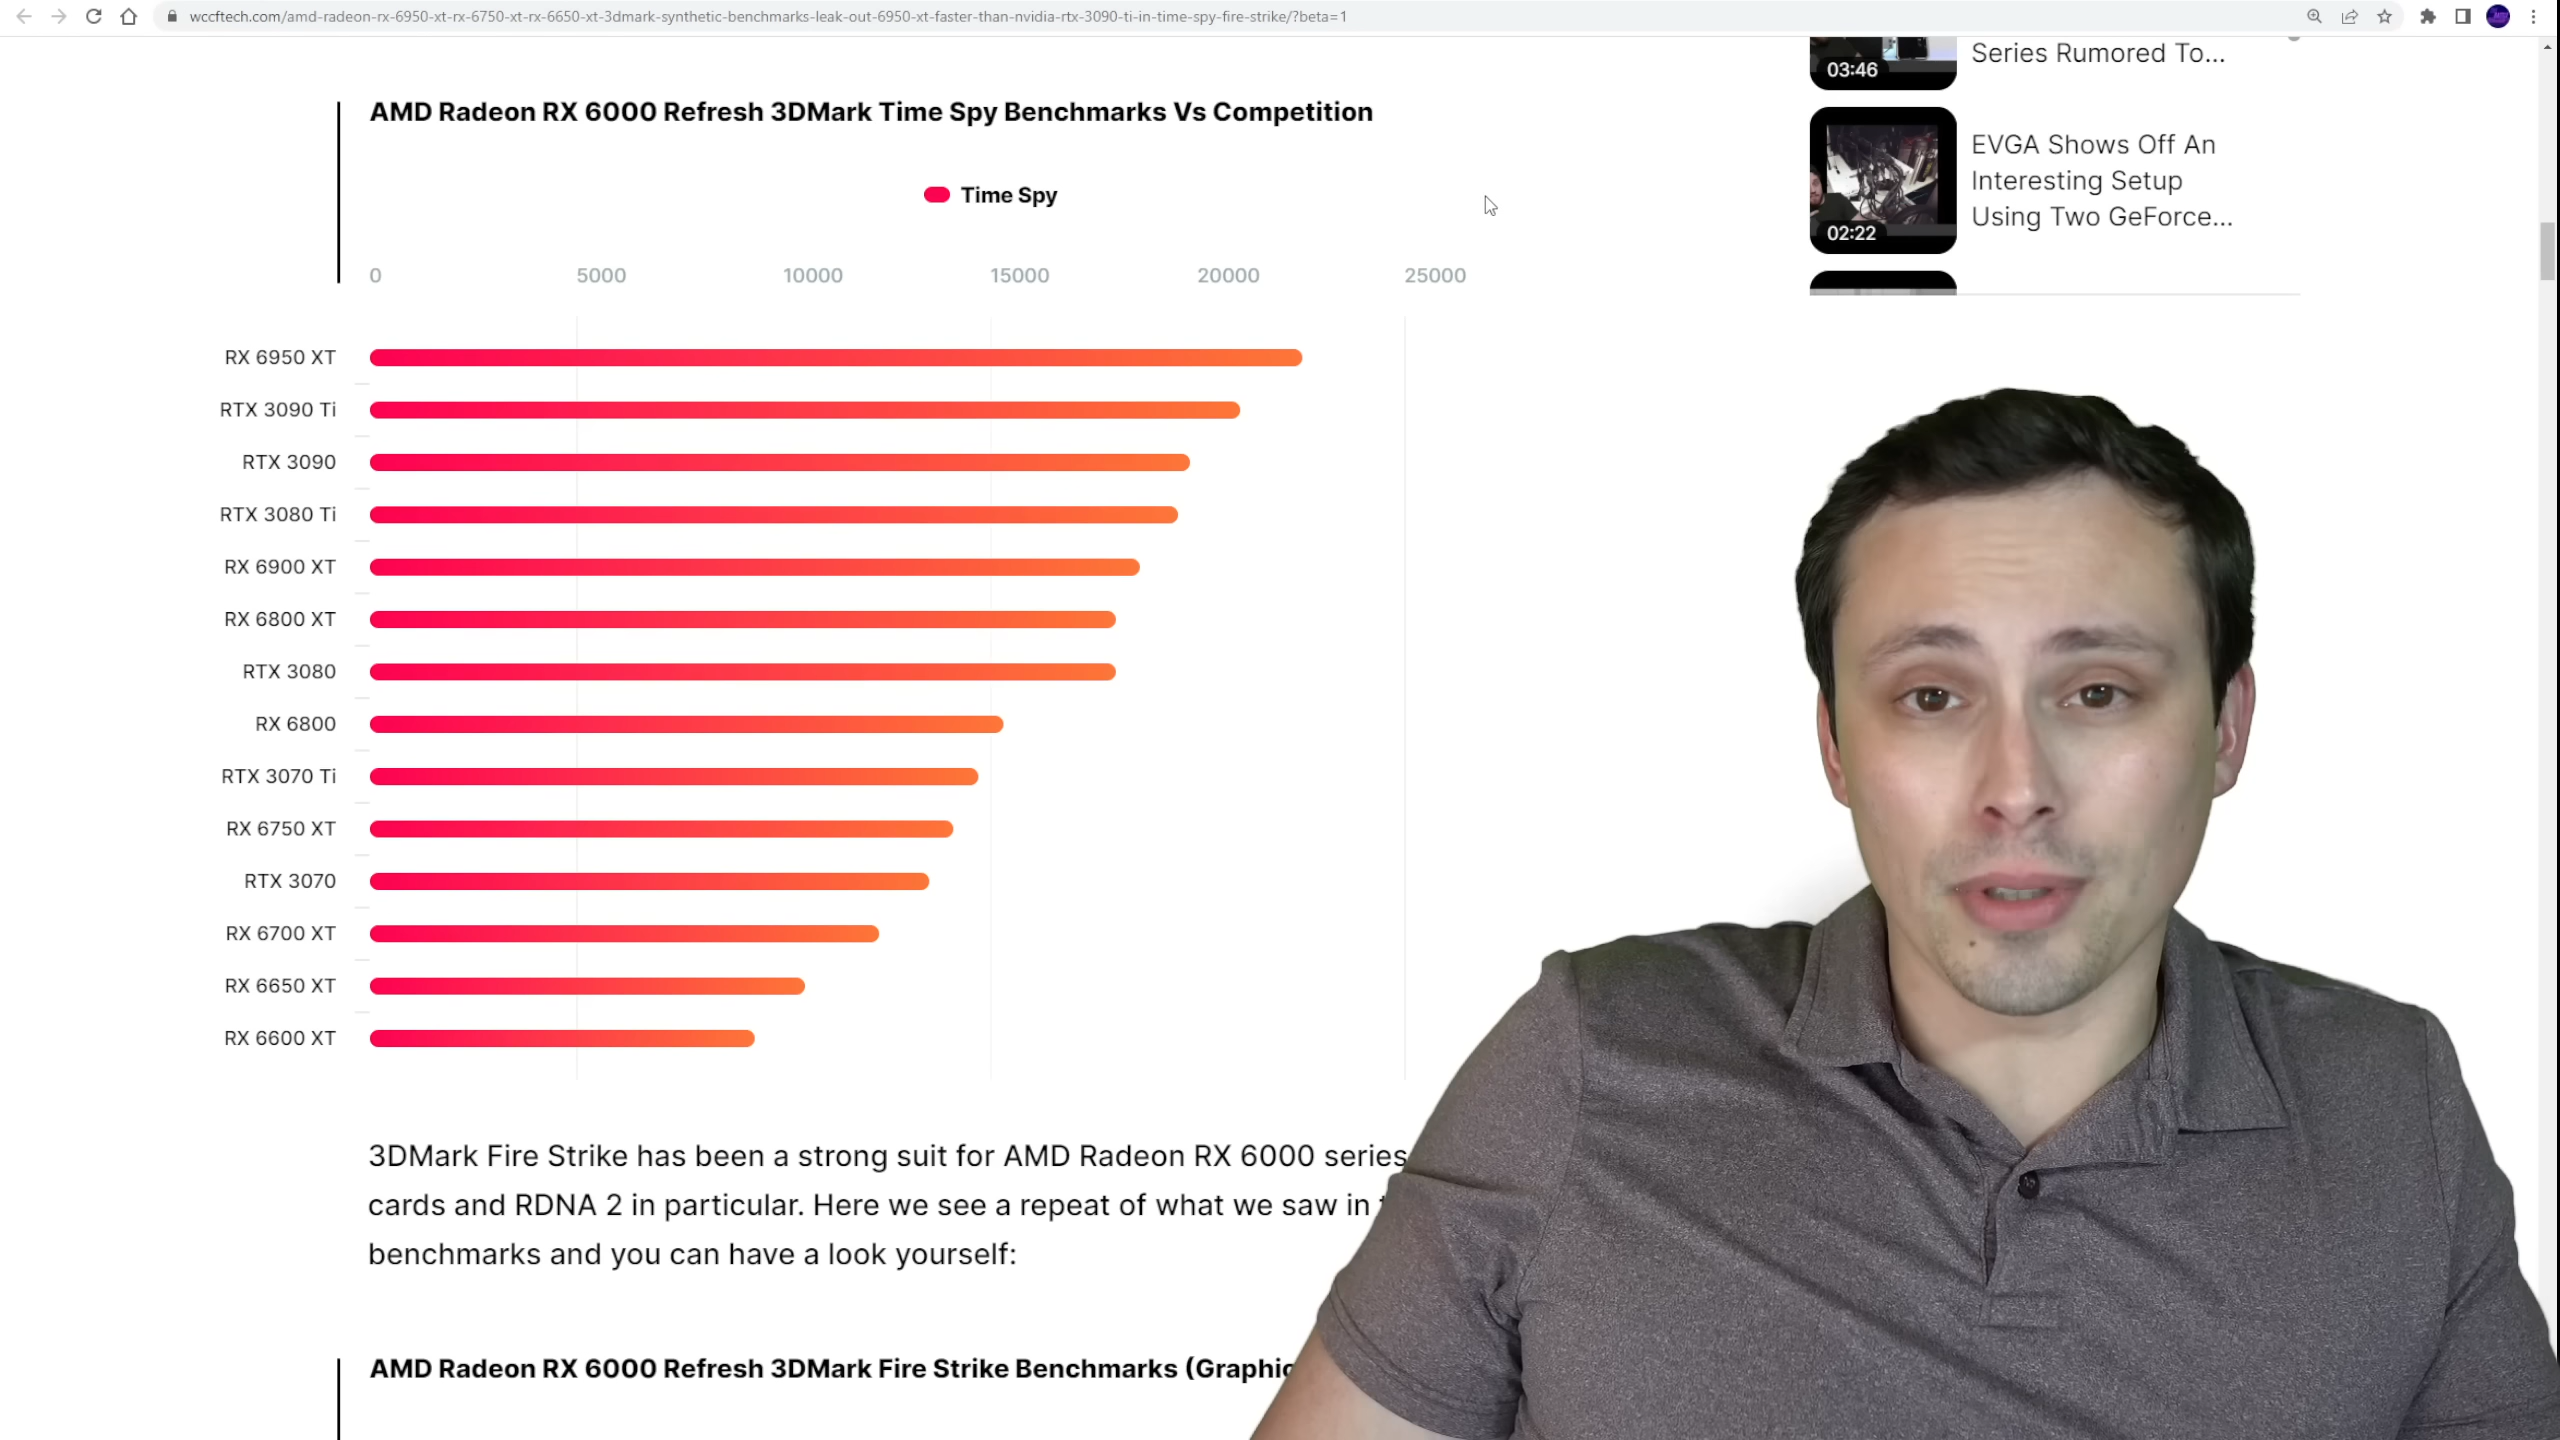 wccftech.com/amd-radeon-rx-6950-xt-rx-6750-xt-rx-6650-xt-3dmark-synthetic-benchmarks-leak-out-6950-xt-faster-than-nvidia-rtx-3090-ti-in-time-spy-fire-strike/?beta=1
03:46
Series Rumored To...
AMD Radeon RX 6000 Refresh 3DMark Time Spy Benchmarks Vs Competition
EVGA Shows Off An
Interesting Setup
Using Two GeForce...
02:22
Time Spy
0 5000 10000 15000 20000 25000
RX 6950 XT
RTX 3090 Ti
RTX 3090
RTX 3080 Ti
RX 6900 XT
RX 6800 XT
RTX 3080
RX 6800
RTX 3070 Ti
RX 6750 XT
RTX 3070
RX 6700 XT
RX 6650 XT
RX 6600 XT
3DMark Fire Strike has been a strong suit for AMD Radeon RX 6000 series
cards and RDNA 2 in particular. Here we see a repeat of what we saw in
benchmarks and you can have a look yourself:
AMD Radeon RX 6000 Refresh 3DMark Fire Strike Benchmarks (Graphic